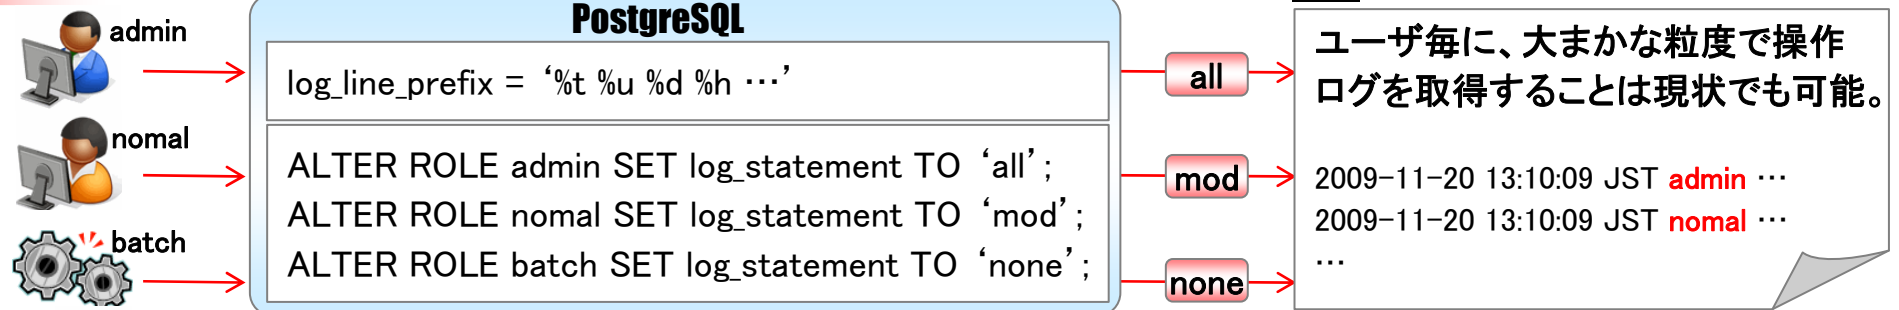 admin
nomal
batch
PostgreSQL
log_line_prefix = ‘%t %u %d %h …’
ALTER ROLE admin SET log_statement TO ‘all’;
ALTER ROLE nomal SET log_statement TO ‘mod’;
ALTER ROLE batch SET log_statement TO ‘none’;
all
mod
none
ユーザ毎に、大まかな粒度で操作
ログを取得することは現状でも可能。
2009-11-20 13:10:09 JST admin …
2009-11-20 13:10:09 JST nomal …
…